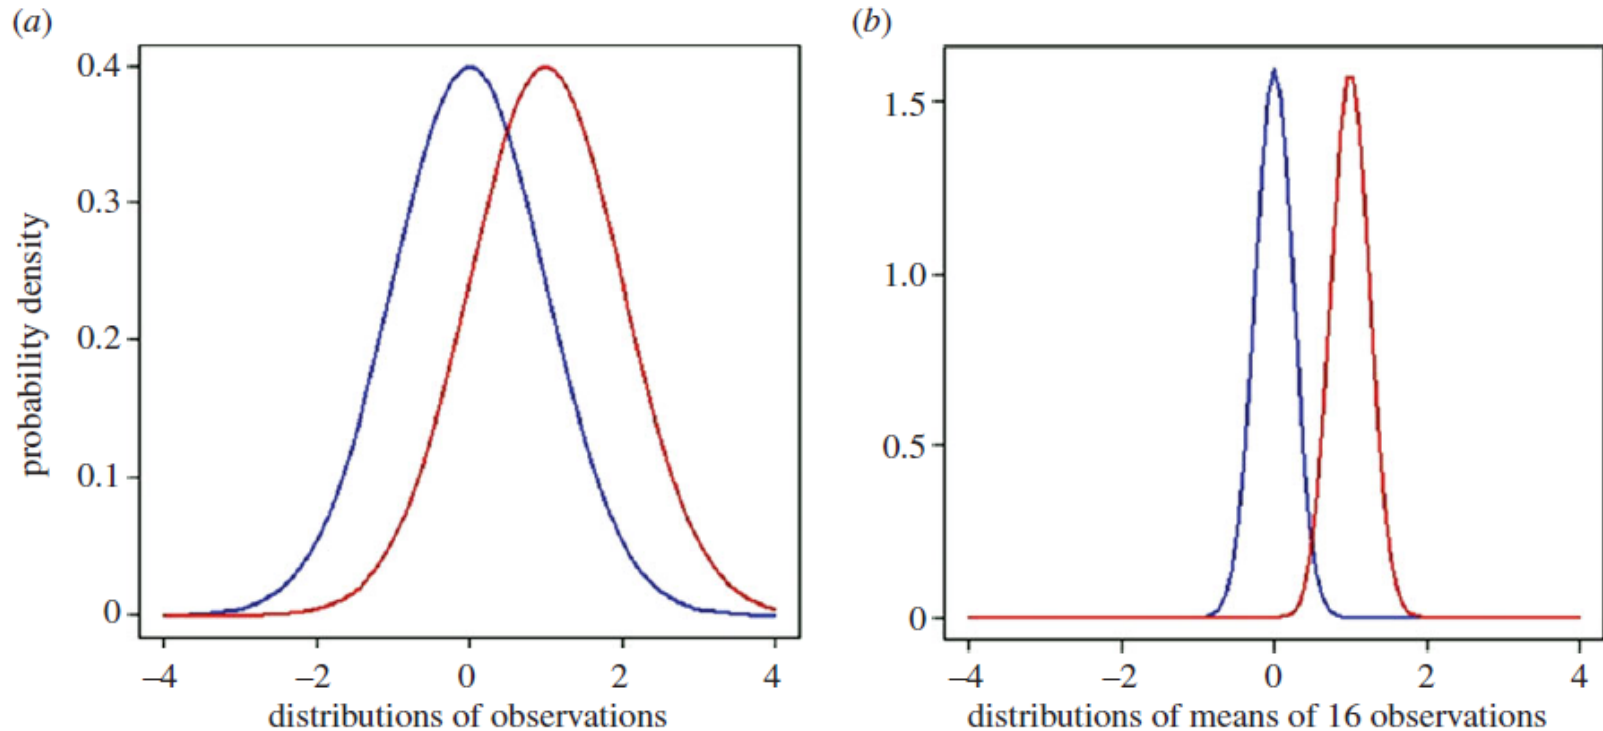 (a)
probability density
0.4
0.3
0.2
0.1
0
–4 –2 0 2 4
distributions of observations
(b)
1.5
1.0
0.5
0
–4 –2 0 2 4
distributions of means of 16 observations